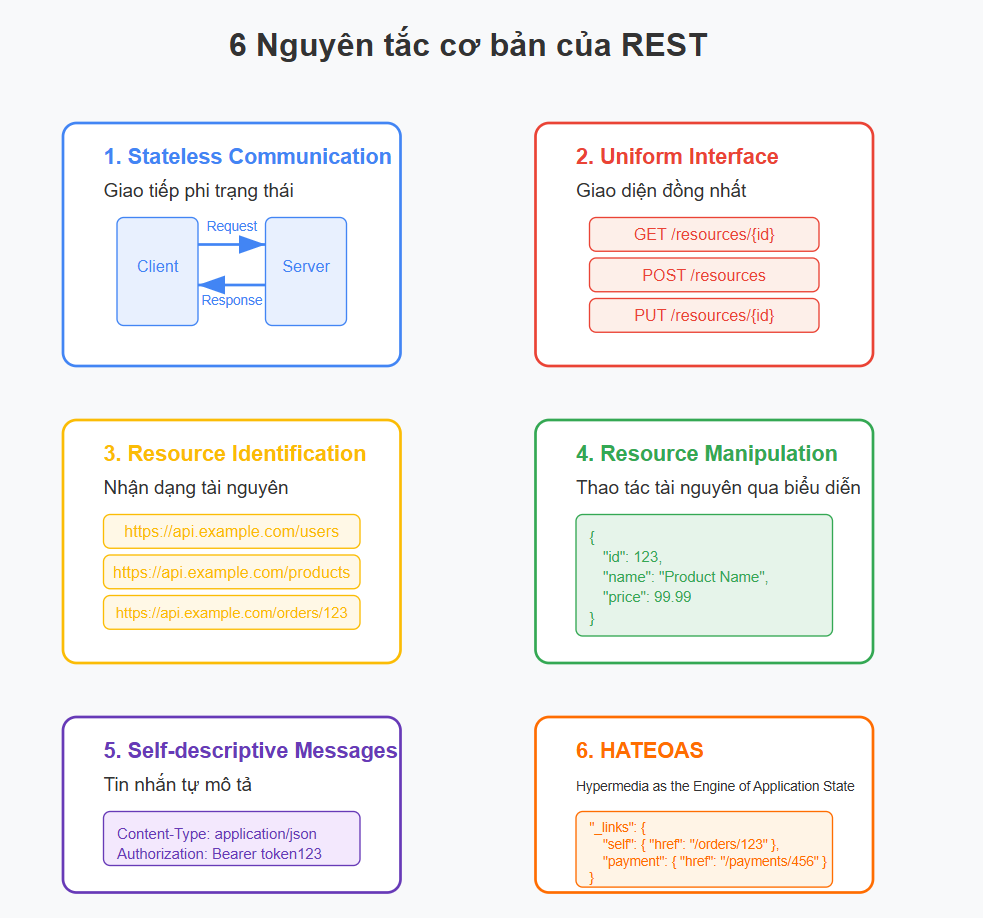 6 Nguyên tắc cơ bản của REST
1. Stateless Communication
Giao tiếp phi trạng thái
Client
Request
Response
Server
2. Uniform Interface
Giao diện đồng nhất
GET /resources/{id}
POST /resources
PUT /resources/{id}
3. Resource Identification
Nhận dạng tài nguyên
https://api.example.com/users
https://api.example.com/products
https://api.example.com/orders/123
4. Resource Manipulation
Thao tác tài nguyên qua biểu diễn
{
"id": 123,
"name": "Product Name",
"price": 99.99
}
5. Self-descriptive Messages
Tin nhắn tự mô tả
Content-Type: application/json
Authorization: Bearer token123
6. HATEOAS
Hypermedia as the Engine of Application State
"_links": {
"self": { "href": "/orders/123" },
"payment": { "href": "/payments/456" }
}